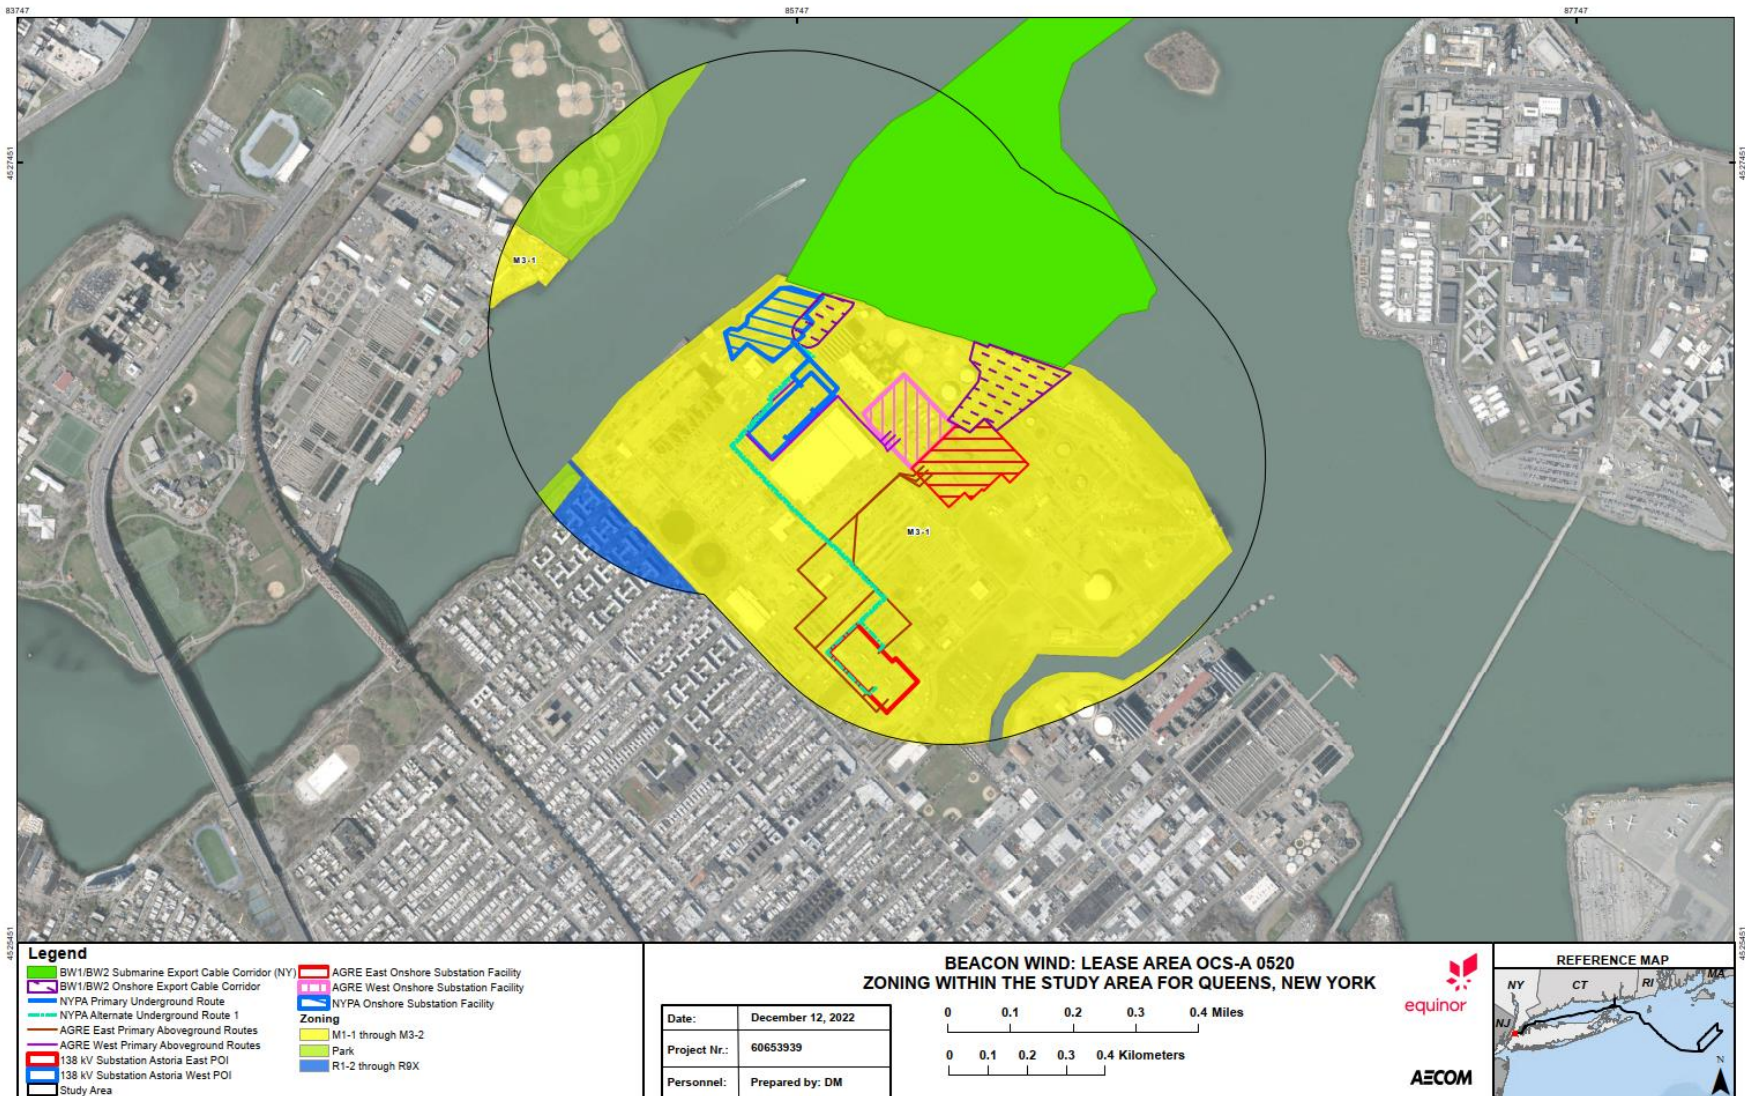 83747
85747
87747
4527451
4527451
M3-1
M3-1
4525451
4525451
Legend
BW1/BW2 Submarine Export Cable Corridor (NY)
BW1/BW2 Onshore Export Cable Corridor
NYPA Primary Underground Route
NYPA Alternate Underground Route 1
AGRE East Primary Aboveground Routes
AGRE West Primary Aboveground Routes
138 kV Substation Astoria East POI
138 kV Substation Astoria West POI
Study Area
AGRE East Onshore Substation Facility
AGRE West Onshore Substation Facility
NYPA Onshore Substation Facility
Zoning
M1-1 through M3-2
Park
R1-2 through R9X
BEACON WIND: LEASE AREA OCS-A 0520
ZONING WITHIN THE STUDY AREA FOR QUEENS, NEW YORK
Date: December 12, 2022
Project Nr.: 60653939
Personnel: Prepared by: DM
0 0.1 0.2 0.3 0.4 Miles
0 0.1 0.2 0.3 0.4 Kilometers
equinor
AECOM
REFERENCE MAP
NY CT RI MA
NJ
N